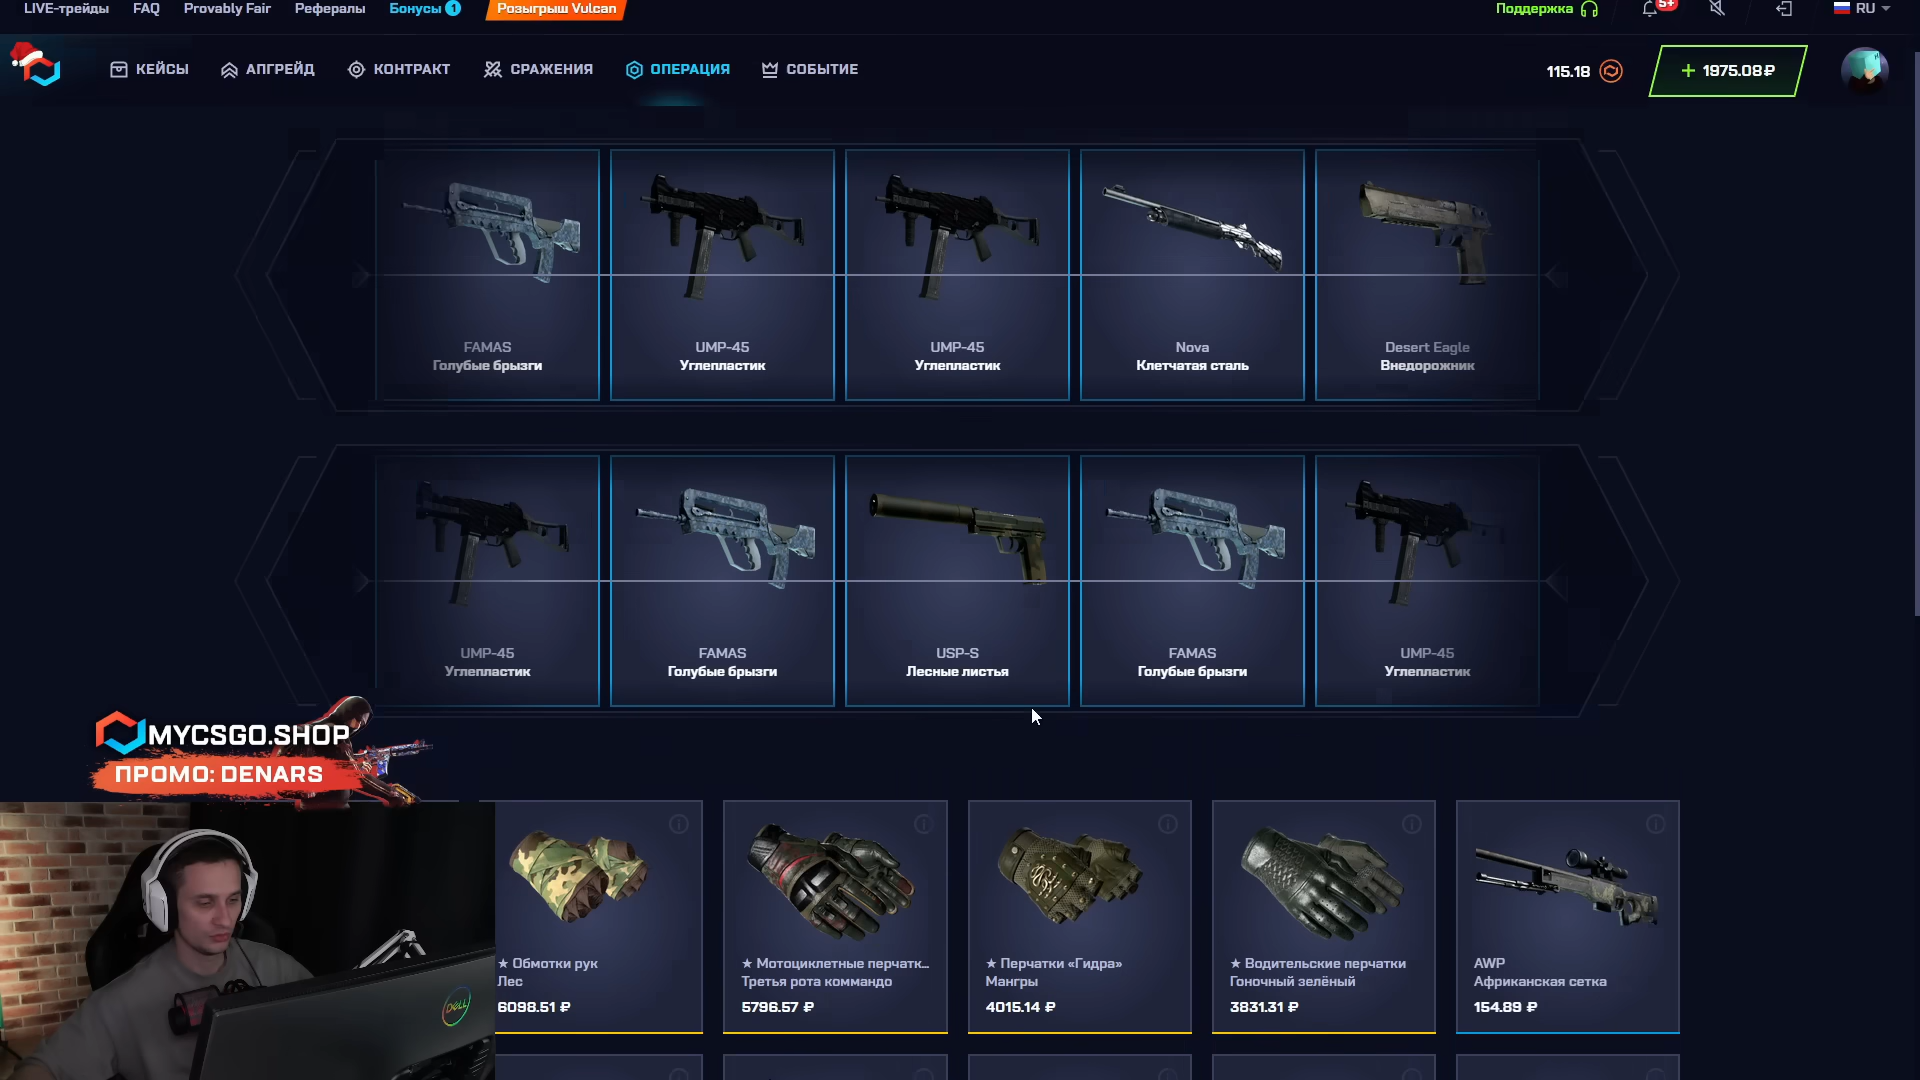 LIVE-трейды FAQ Provably Fair Рефералы Бонусы 1 Розыгрыш Vulcan Поддержка 5+ RU
КЕЙСЫ АПГРЕЙД КОНТРАКТ СРАЖЕНИЯ ОПЕРАЦИЯ СОБЫТИЕ 115.18 + 1975.08 ₽
FAMAS UMP-45 UMP-45 Nova Desert Eagle
Голубые брызги Углепластик Углепластик Клетчатая сталь Внедорожник
UMP-45 FAMAS USP-S FAMAS UMP-45
Углепластик Голубые брызги Лесные листья Голубые брызги Углепластик
MYCSGO.SHOP
ПРОМО: DENARS
★ Обмотки рук ★ Мотоциклетные перчатк... ★ Перчатки «Гидра» ★ Водительские перчатки AWP
Лес Третья рота коммандо Мангры Гоночный зелёный Африканская сетка
6098.51 ₽ 5796.57 ₽ 4015.14 ₽ 3831.31 ₽ 154.89 ₽
DELL